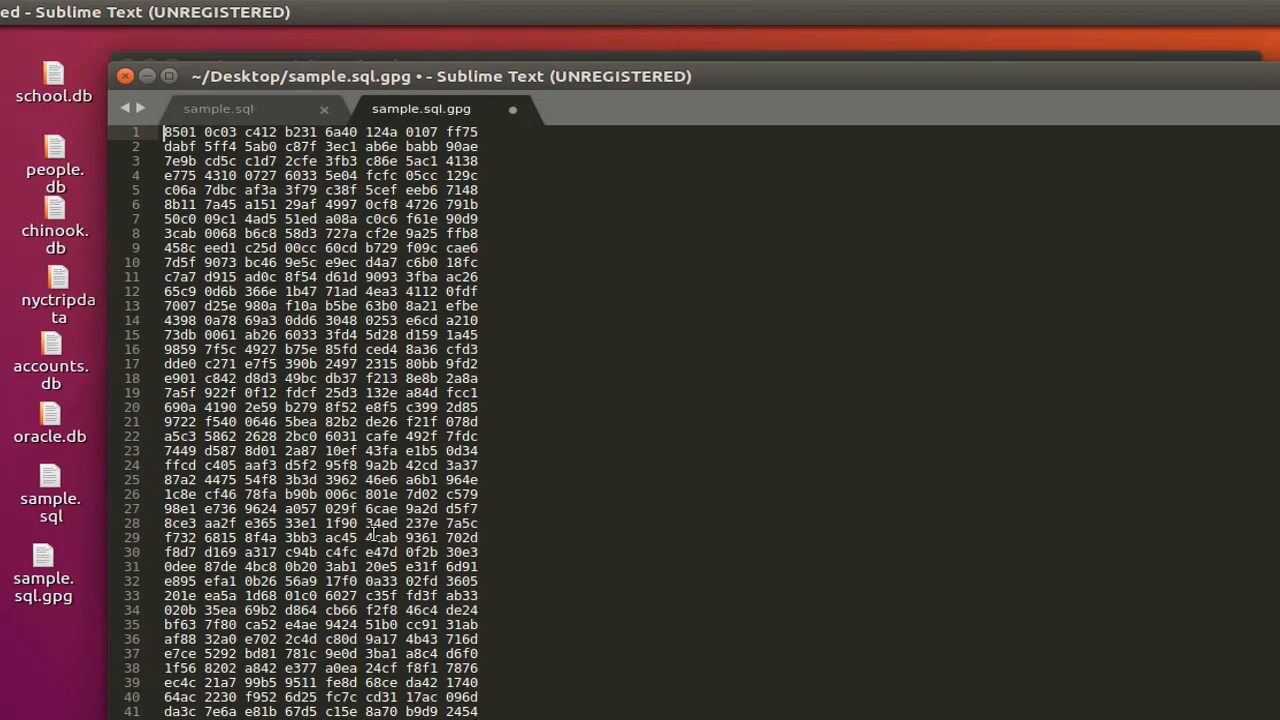 ed - Sublime Text (UNREGISTERED)
~/Desktop/sample.sql.gpg • - Sublime Text (UNREGISTERED)
sample.sql
sample.sql.gpg
school.db
people.
db
chinook.
db
nyctripda
ta
accounts.
db
oracle.db
sample.
sql
sample.
sql.gpg
1 8501 0c03 c412 b231 6a40 124a 0107 ff75
2 dabf 5ff4 5ab0 c87f 3ec1 ab6e babb 90ae
3 7e9b cd5c c1d7 2cfe 3fb3 c86e 5ac1 4138
4 e775 4310 0727 6033 5e04 fcfc 05cc 129c
5 c06a 7dbc af3a 3f79 c38f 5cef eeb6 7148
6 8b11 7a45 a151 29af 4997 0cf8 4726 791b
7 50c0 09c1 4ad5 51ed a08a c0c6 f61e 90d9
8 3cab 0068 b6c8 58d3 727a cf2e 9a25 ffb8
9 458c eed1 c25d 00cc 60cd b729 f09c cae6
10 7d5f 9073 bc46 9e5c e9ec d4a7 c6b0 18fc
11 c7a7 d915 ad0c 8f54 d61d 9093 3fba ac26
12 65c9 0d6b 366e 1b47 71ad 4ea3 4112 0fdf
13 7007 d25e 980a f10a b5be 63b0 8a21 efbe
14 4398 0a78 69a3 0dd6 3048 0253 e6cd a210
15 73db 0061 ab26 6033 3fd4 5d28 d159 1a45
16 9859 7f5c 4927 b75e 85fd ced4 8a36 cfd3
17 dde0 c271 e7f5 390b 2497 2315 80bb 9fd2
18 e901 c842 d8d3 49bc db37 f213 8e8b 2a8a
19 7a5f 922f 0f12 fdcf 25d3 132e a84d fcc1
20 690a 4190 2e59 b279 8f52 e8f5 c399 2d85
21 9722 f540 0646 5bea 82b2 de26 f21f 078d
22 a5c3 5862 2628 2bc0 6031 cafe 492f 7fdc
23 7449 d587 8d01 2a87 10ef 43fa e1b5 0d34
24 ffcd c405 aaf3 d5f2 95f8 9a2b 42cd 3a37
25 87a2 4475 54f8 3b3d 3962 46e6 a6b1 964e
26 1c8e cf46 78fa b90b 006c 801e 7d02 c579
27 98e1 e736 9624 a057 029f 6cae 9a2d d5f7
28 8ce3 aa2f e365 33e1 1f90 34ed 237e 7a5c
29 f732 6815 8f4a 3bb3 ac45 4cab 9361 702d
30 f8d7 d169 a317 c94b c4fc e47d 0f2b 30e3
31 0dee 87de 4bc8 0b20 3ab1 20e5 e31f 6d91
32 e895 efa1 0b26 56a9 17f0 0a33 02fd 3605
33 201e ea5a 1d68 01c0 6027 c35f fd3f ab33
34 020b 35ea 69b2 d864 cb66 f2f8 46c4 de24
35 bf63 7f80 ca52 e4ae 9424 51b0 cc91 31ab
36 af88 32a0 e702 2c4d c80d 9a17 4b43 716d
37 e7ce 5292 bd81 781c 9e0d 3ba1 a8c4 d6f0
38 1f56 8202 a842 e377 a0ea 24cf f8f1 7876
39 ec4c 21a7 99b5 9511 fe8d 68ce da42 1740
40 64ac 2230 f952 6d25 fc7c cd31 17ac 096d
41 da3c 7e6a e81b 67d5 c15e 8a70 b9d9 2454